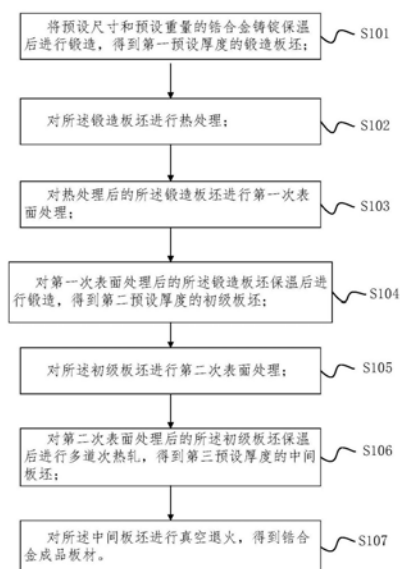 将预设尺寸和预设重量的锆合金铸锭保温
后进行锻造，得到第一预设厚度的锻造板坯；
S101
对所述锻造板坯进行热处理；
S102
对热处理后的所述锻造板坯进行第一次表
面处理；
S103
对第一次表面处理后的所述锻造板坯保温后进
行锻造，得到第二预设厚度的初级板坯；
S104
对所述初级板坯进行第二次表面处理；
S105
对第二次表面处理后的所述初级板坯保温
后进行多道次热轧，得到第三预设厚度的中间
板坯；
S106
对所述中间板坯进行真空退火，得到锆合
金成品板材。
S107